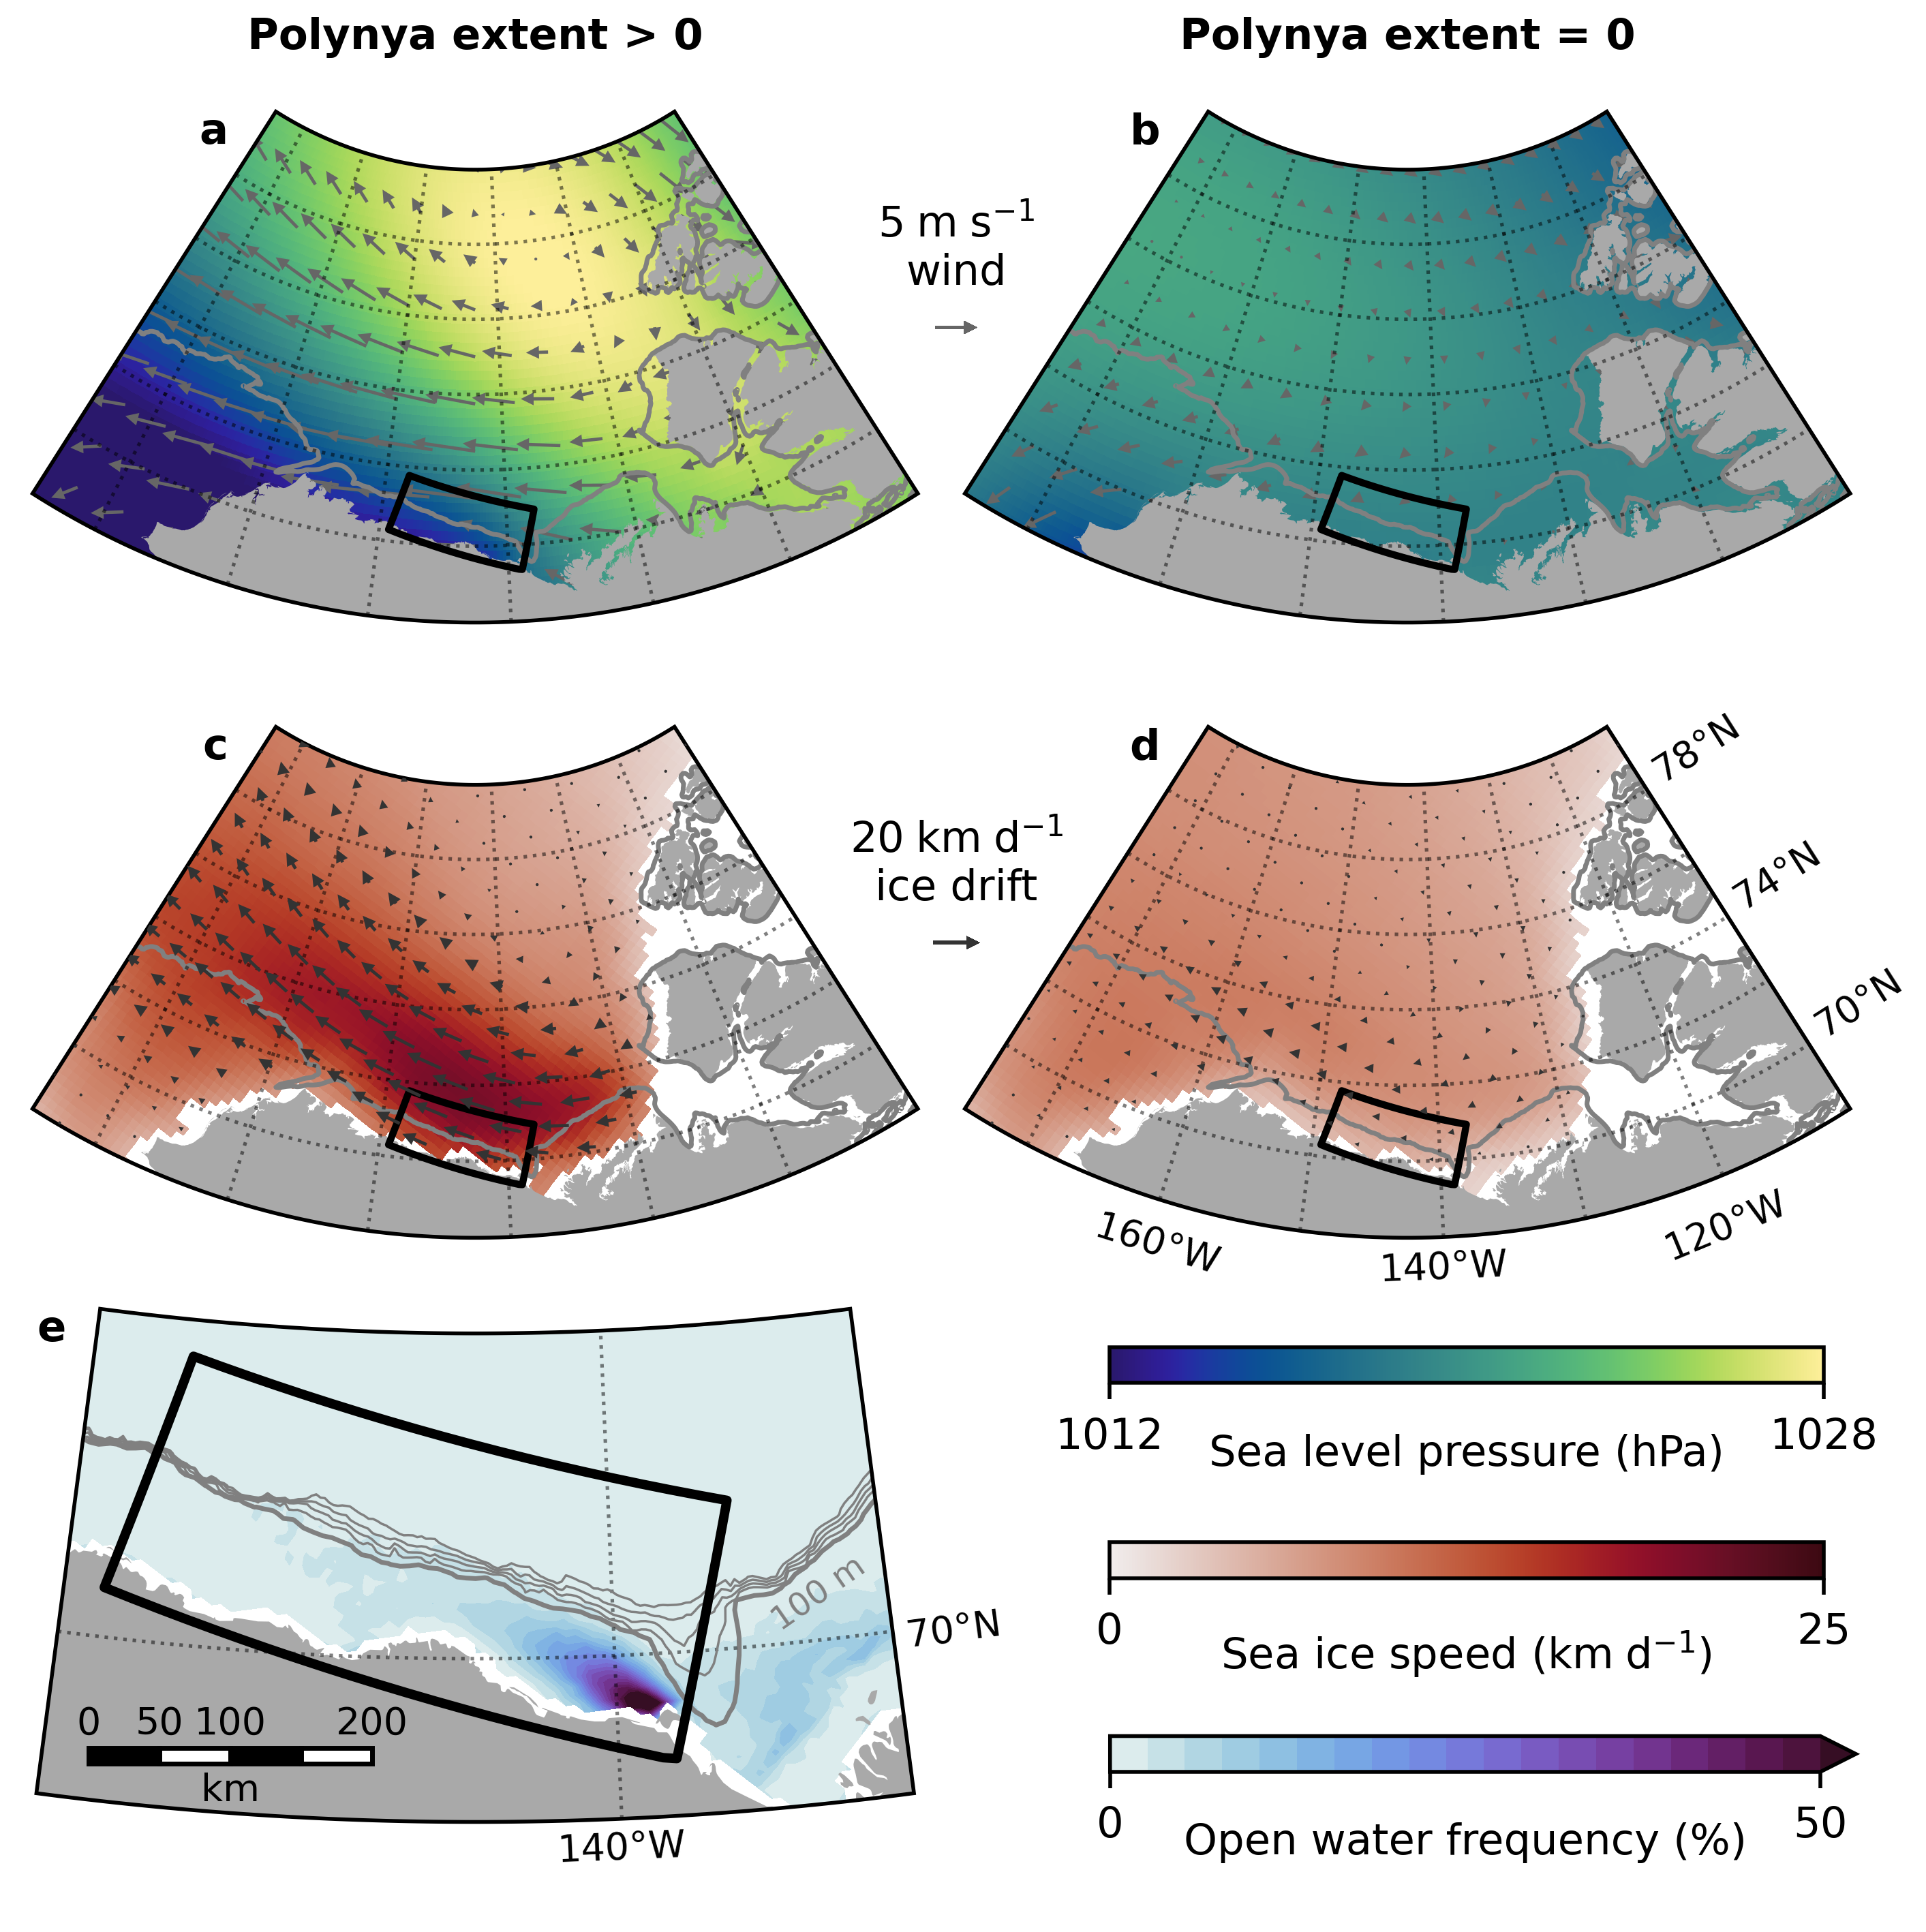 Polynya extent > 0
Polynya extent = 0
a
b
5 m s⁻¹
wind
c
d
20 km d⁻¹
ice drift
78°N
74°N
70°N
160°W
140°W
120°W
e
100 m
70°N
0 50 100 200
km
140°W
1012 1028
Sea level pressure (hPa)
0 25
Sea ice speed (km d⁻¹)
0 50
Open water frequency (%)